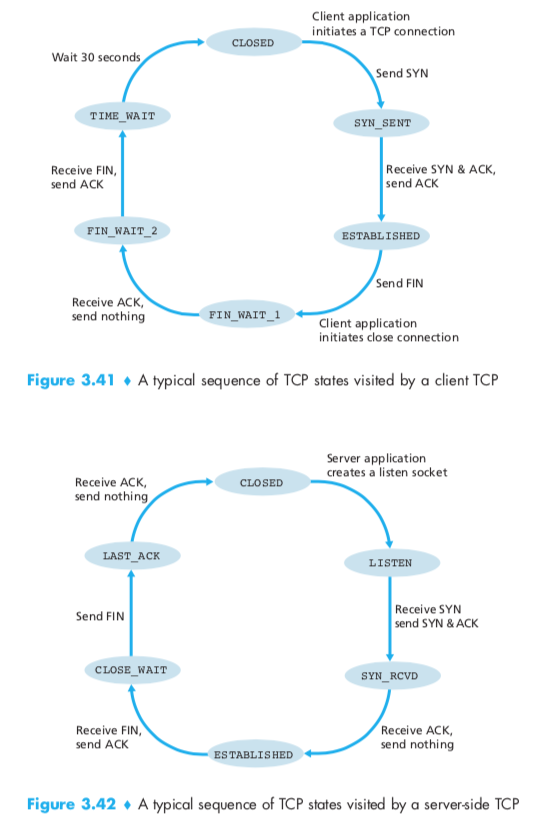 Client application
initiates a TCP connection
CLOSED
Wait 30 seconds
Send SYN
TIME_WAIT
SYN_SENT
Receive FIN,
send ACK
Receive SYN & ACK,
send ACK
FIN_WAIT_2
ESTABLISHED
Send FIN
Receive ACK,
send nothing
FIN_WAIT_1
Client application
initiates close connection
Figure 3.41 ♦ A typical sequence of TCP states visited by a client TCP
Server application
creates a listen socket
Receive ACK,
send nothing
CLOSED
LAST_ACK
LISTEN
Send FIN
Receive SYN
send SYN & ACK
CLOSE_WAIT
SYN_RCVD
Receive FIN,
send ACK
Receive ACK,
send nothing
ESTABLISHED
Figure 3.42 ♦ A typical sequence of TCP states visited by a server-side TCP